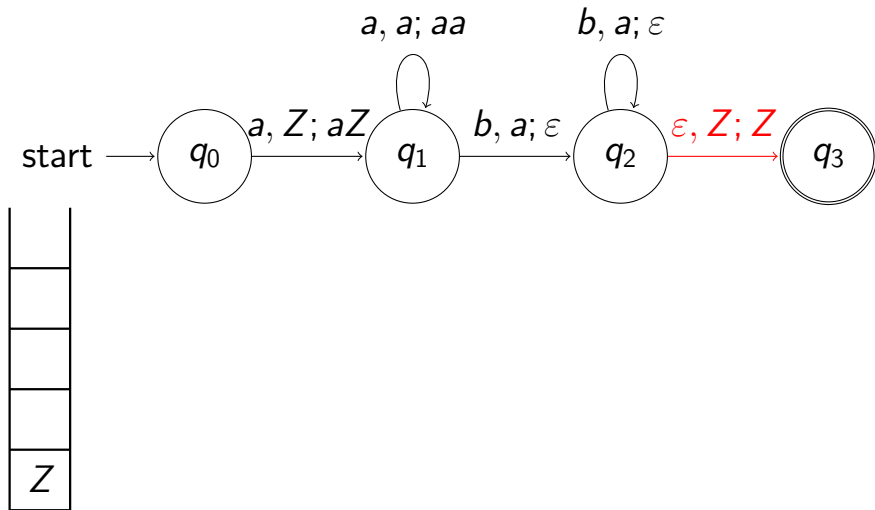 a, a; aa
b, a; ε
start
q₀
a, Z; aZ
q₁
b, a; ε
q₂
ε, Z; Z
q₃
Z